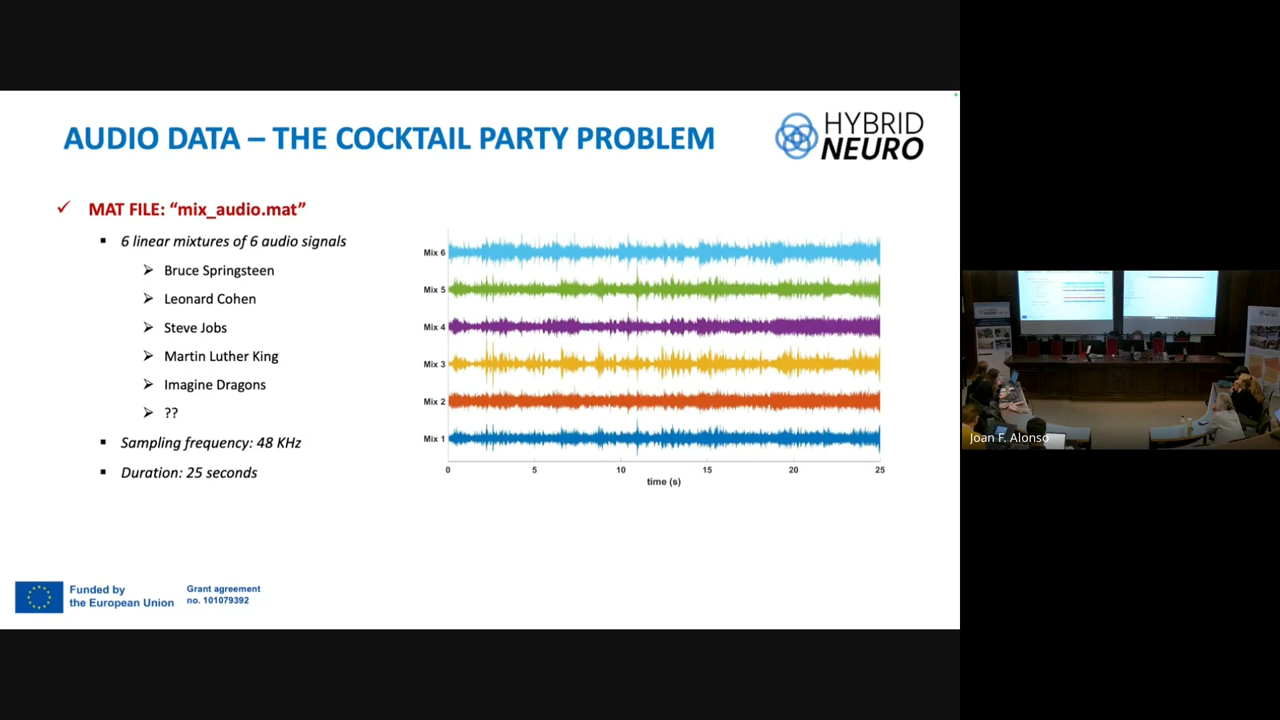 AUDIO DATA – THE COCKTAIL PARTY PROBLEM
HYBRID
NEURO
✓ MAT FILE: “mix_audio.mat”
▪ 6 linear mixtures of 6 audio signals
➢ Bruce Springsteen
➢ Leonard Cohen
➢ Steve Jobs
➢ Martin Luther King
➢ Imagine Dragons
➢ ??
▪ Sampling frequency: 48 KHz
▪ Duration: 25 seconds
Mix 6
Mix 5
Mix 4
Mix 3
Mix 2
Mix 1
0 5 10 15 20 25
time (s)
Funded by
the European Union
Grant agreement
no. 101079392
Joan F. Alonso